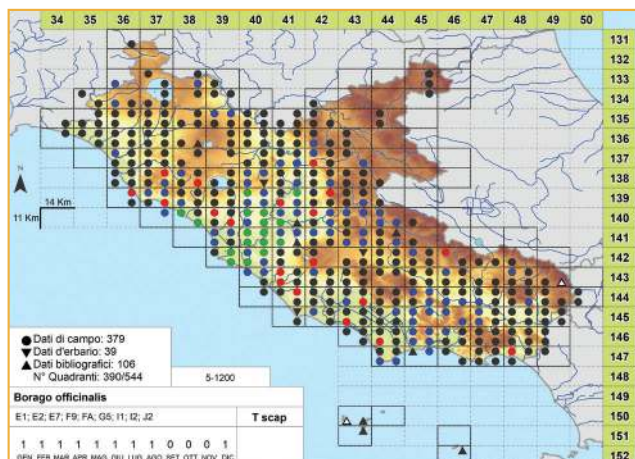 34 35 36 37 38 39 40 41 42 43 44 45 46 47 48 49 50
131
132
133
134
135
136
137
138
139
140
141
142
143
144
145
146
147
150
151
152
N
14 Km
11 Km
Dati di campo: 379
Dati d'erbario: 39
Dati bibliografici: 106
N° Quadranti: 390/544
5-1200
Borago officinalis
E1; E2; E7; F9; FA; G5; I1; I2; J2
T scap
1 1 1 1 1 1 1 1 0 0 0 1
GEN FEB MAR APR MAG GIU LUG AGO SET OTT NOV DIC